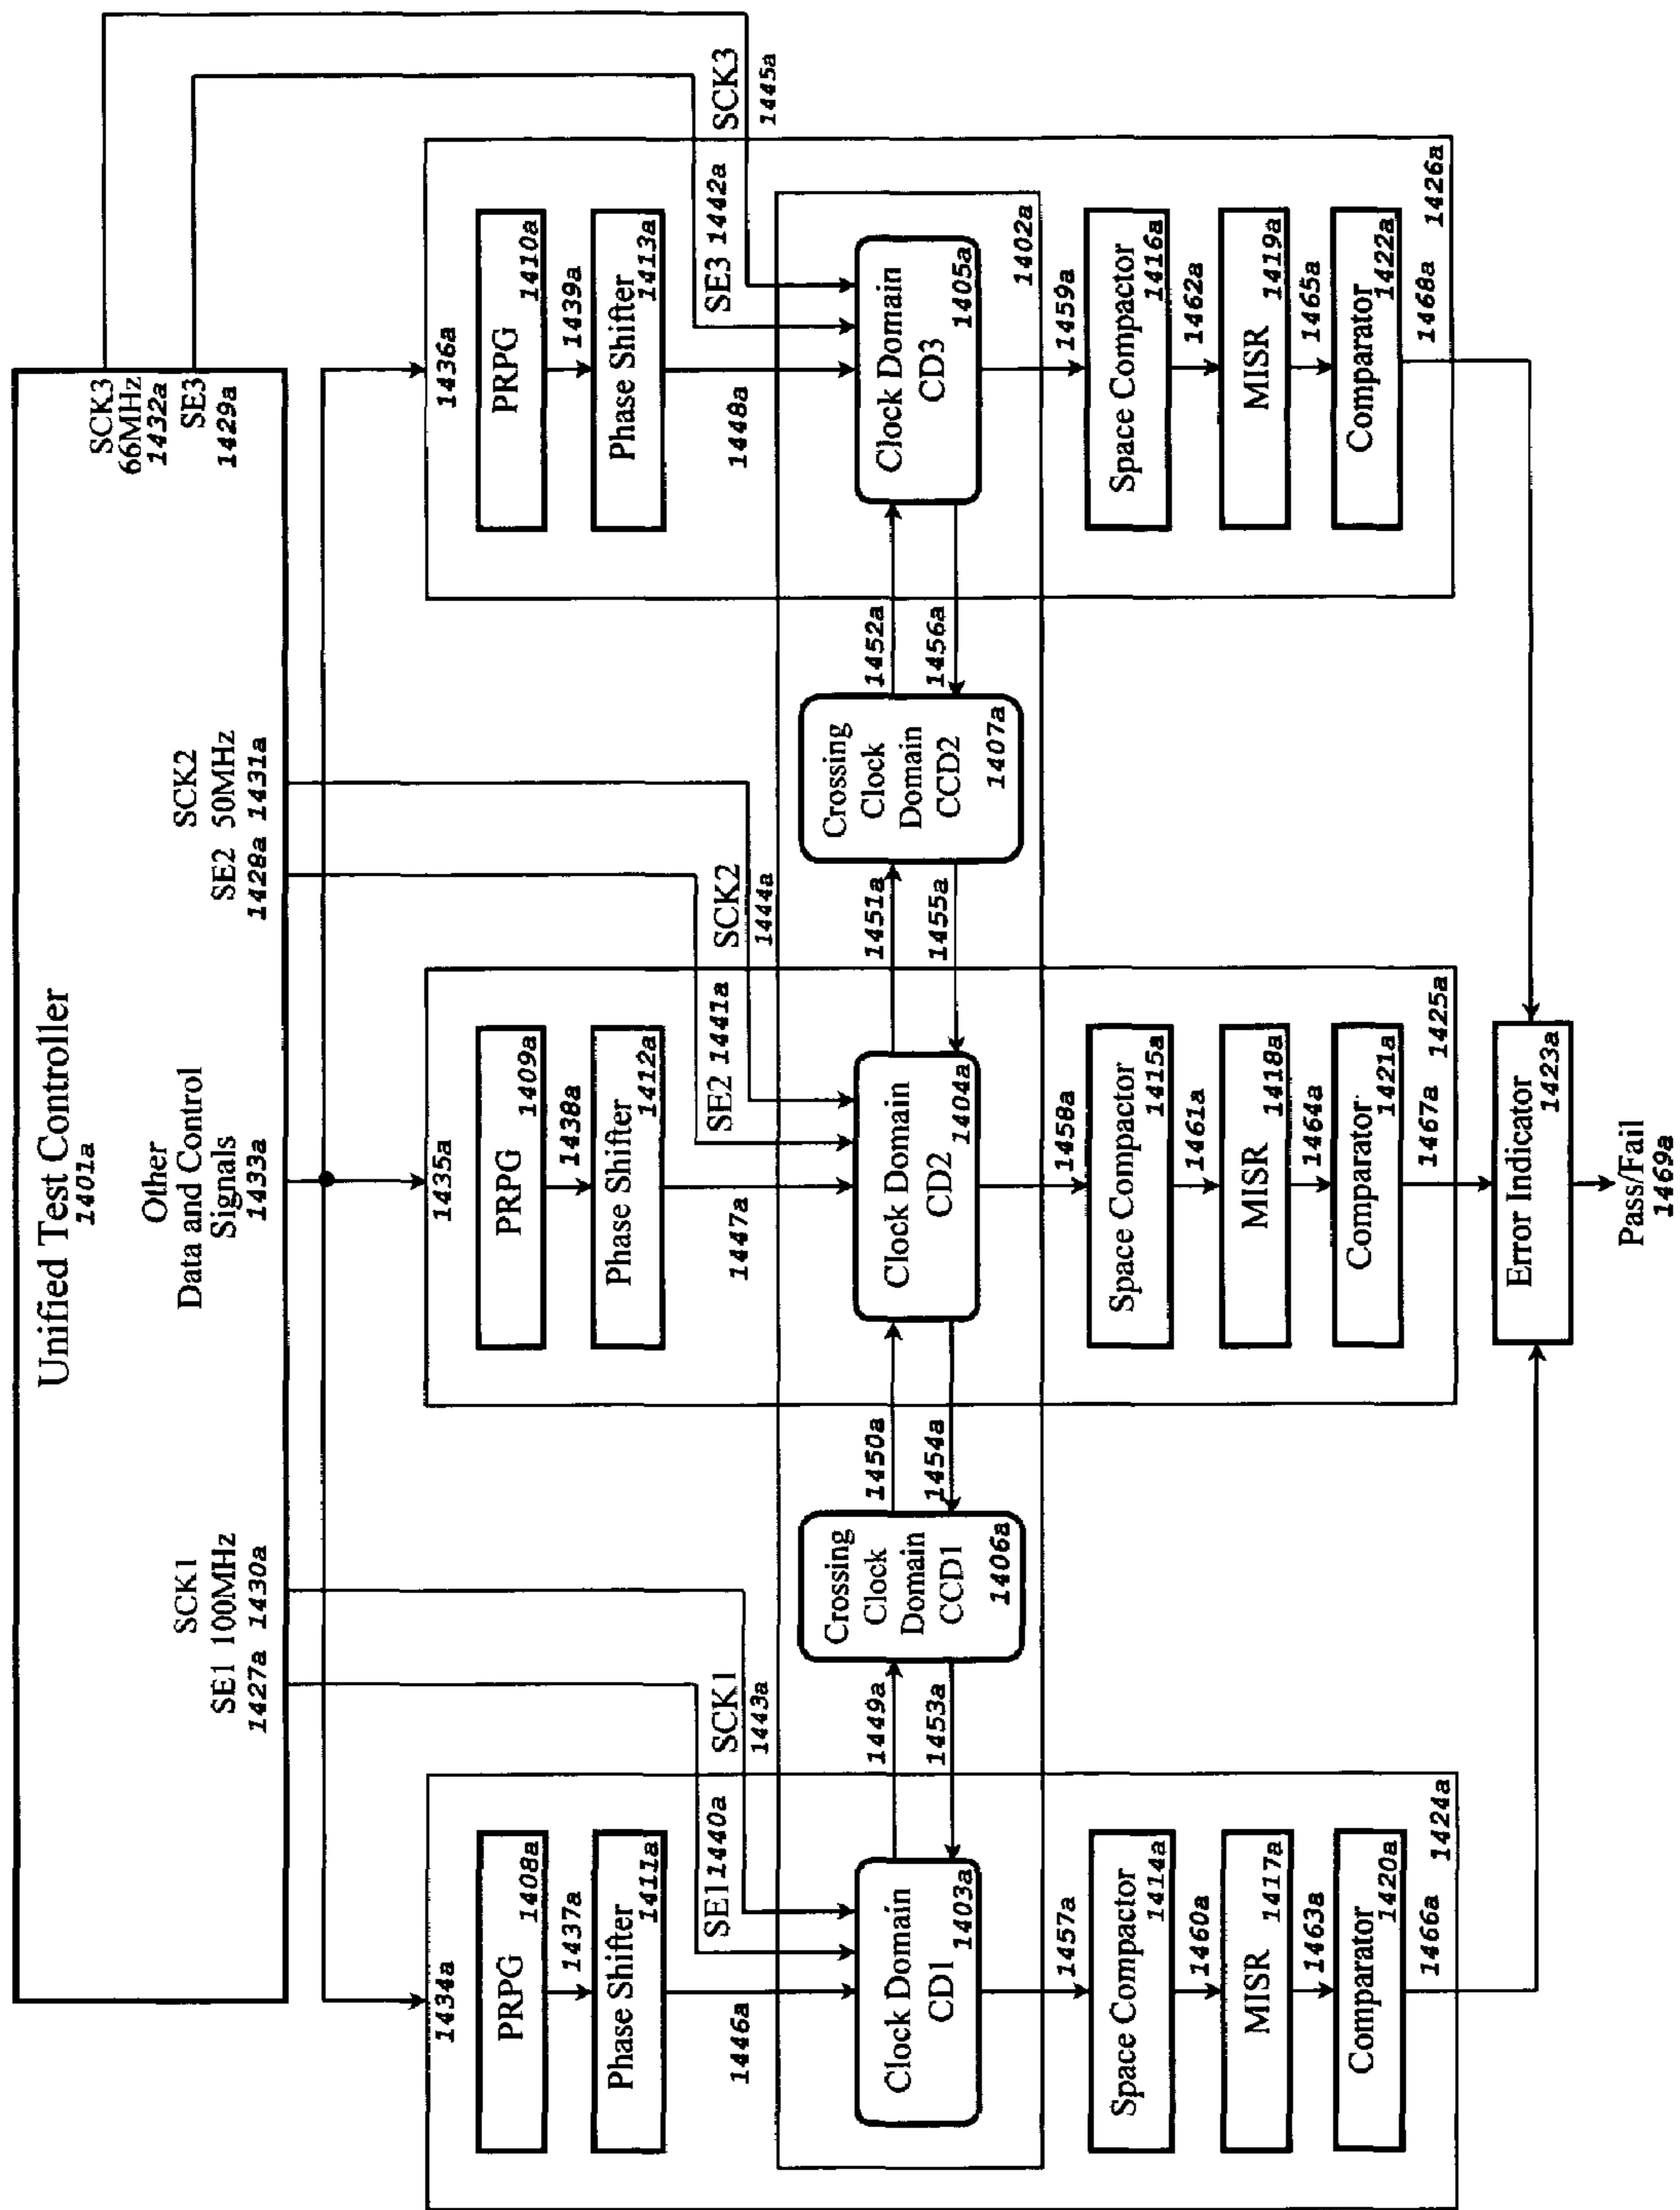 Unified Test Controller
1401a
SCK1
SE1 100MHz
1427a 1430a
Other
Data and Control
Signals
1433a
SCK2
SE2 50MHz
1428a 1431a
SCK3
66MHz
1432a
SE3
1429a
1434a
PRPG
1408a
1437a
Phase Shifter
1411a
1446a
SE1 1440a
SCK1
1443a
1435a
PRPG
1409a
1438a
Phase Shifter
1412a
1447a
SE2 1441a
SCK2
1444a
1436a
PRPG
1410a
1439a
Phase Shifter
1413a
1448a
SE3 1442a
SCK3
1445a
Clock Domain
CD1
1403a
1449a
1453a
Crossing
Clock
Domain
CCD1
1406a
1450a
1454a
Clock Domain
CD2
1404a
1451a
1455a
Crossing
Clock
Domain
CCD2
1407a
1452a
1456a
Clock Domain
CD3
1405a
1402a
1457a
Space Compactor
1414a
1460a
MISR
1417a
1463a
Comparator
1420a
1466a
1424a
1458a
Space Compactor
1415a
1461a
MISR
1418a
1464a
Comparator
1421a
1467a
1425a
1459a
Space Compactor
1416a
1462a
MISR
1419a
1465a
Comparator
1422a
1468a
1426a
Error Indicator
1423a
Pass/Fail
1469a